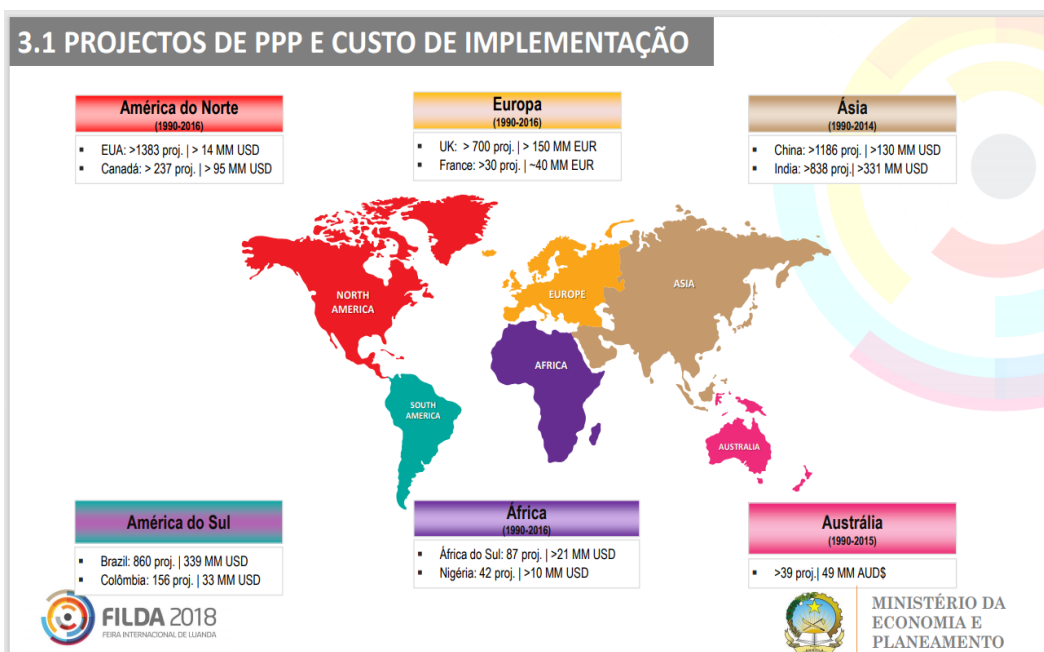 3.1 PROJECTOS DE PPP E CUSTO DE IMPLEMENTAÇÃO
América do Norte
(1990-2016)
▪ EUA: >1383 proj. | > 14 MM USD
▪ Canadá: > 237 proj. | > 95 MM USD
Europa
(1990-2016)
▪ UK: > 700 proj. | > 150 MM EUR
▪ France: >30 proj. | ~40 MM EUR
Ásia
(1990-2014)
▪ China: >1186 proj. | >130 MM USD
▪ India: >838 proj.| >331 MM USD
NORTH
AMERICA
EUROPE
ASIA
AFRICA
SOUTH
AMERICA
AUSTRALIA
América do Sul
▪ Brazil: 860 proj. | 339 MM USD
▪ Colômbia: 156 proj. | 33 MM USD
África
(1990-2016)
▪ África do Sul: 87 proj. | >21 MM USD
▪ Nigéria: 42 proj. | >10 MM USD
Austrália
(1990-2015)
▪ >39 proj.| 49 MM AUD$
FILDA 2018
FEIRA INTERNACIONAL DE LUANDA
MINISTÉRIO DA
ECONOMIA E
PLANEAMENTO